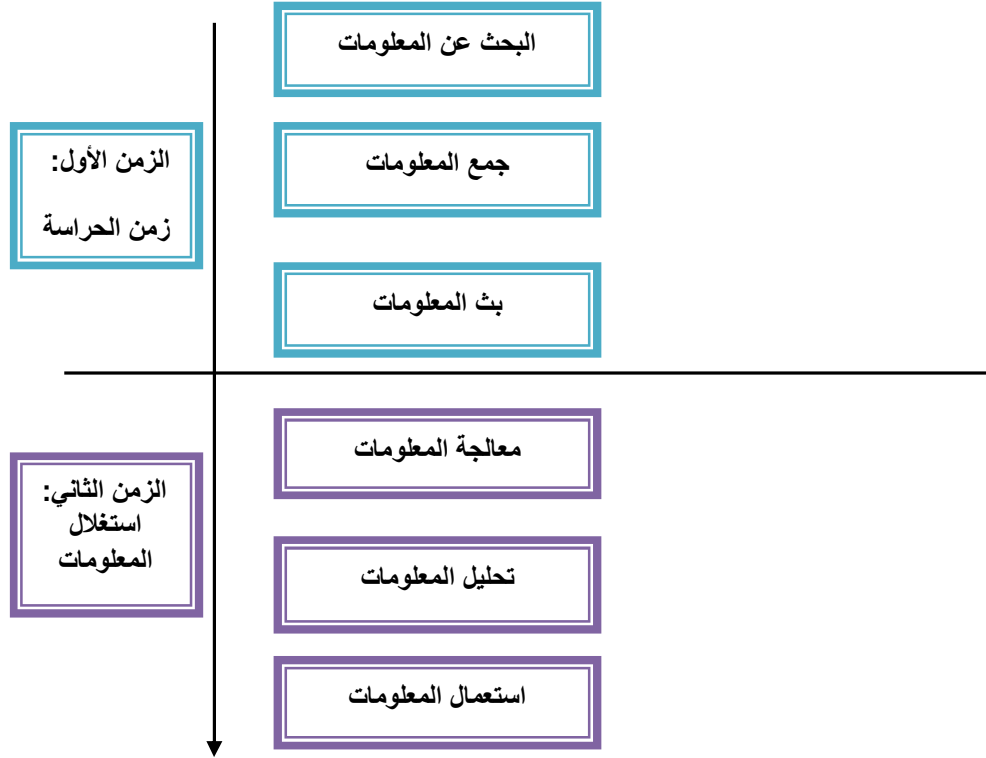 البحث عن المعلومات
الزمن الأول:
زمن الحراسة
جمع المعلومات
بث المعلومات
معالجة المعلومات
الزمن الثاني:
استغلال
المعلومات
تحليل المعلومات
استعمال المعلومات